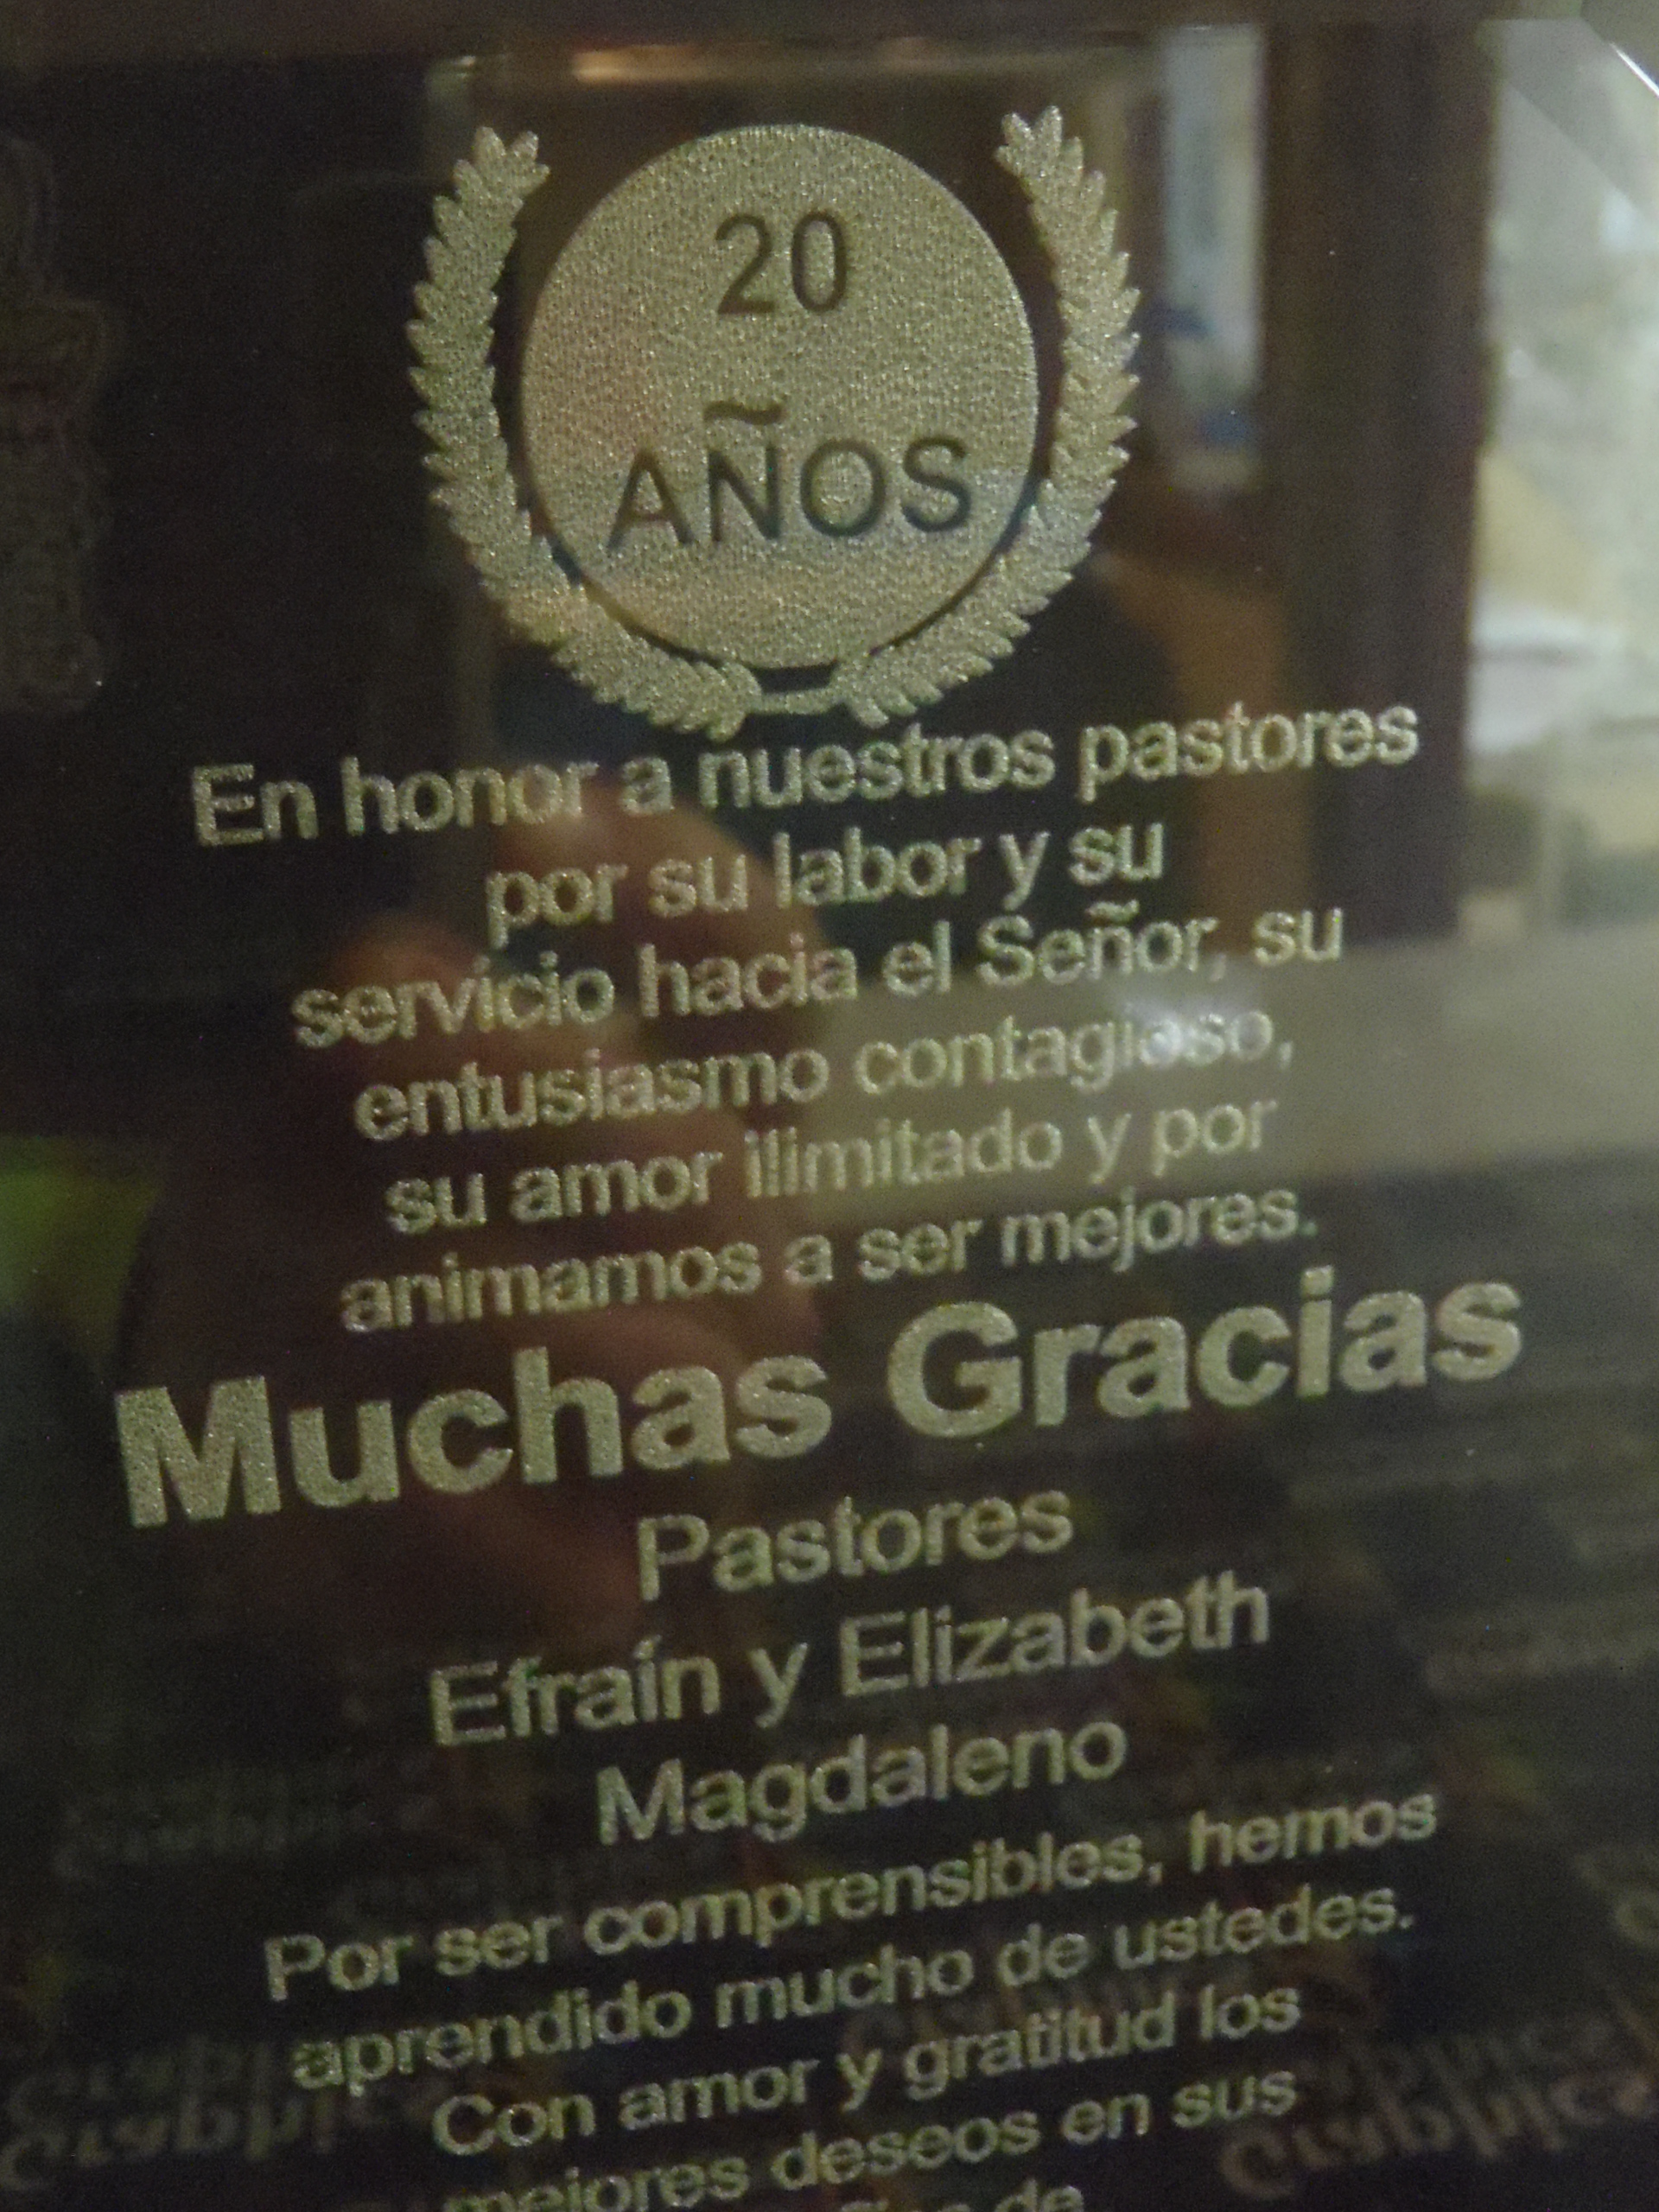 20
AÑOS
En honor a nuestros pastores
por su labor y su
servicio hacia el Señor, su
entusiasmo contagioso,
su amor ilimitado y por
animarnos a ser mejores.
Muchas Gracias
Pastores
Efraín y Elizabeth
Magdaleno
Por ser comprensibles, hemos
aprendido mucho de ustedes.
Con amor y gratitud los
mejores deseos en sus
de